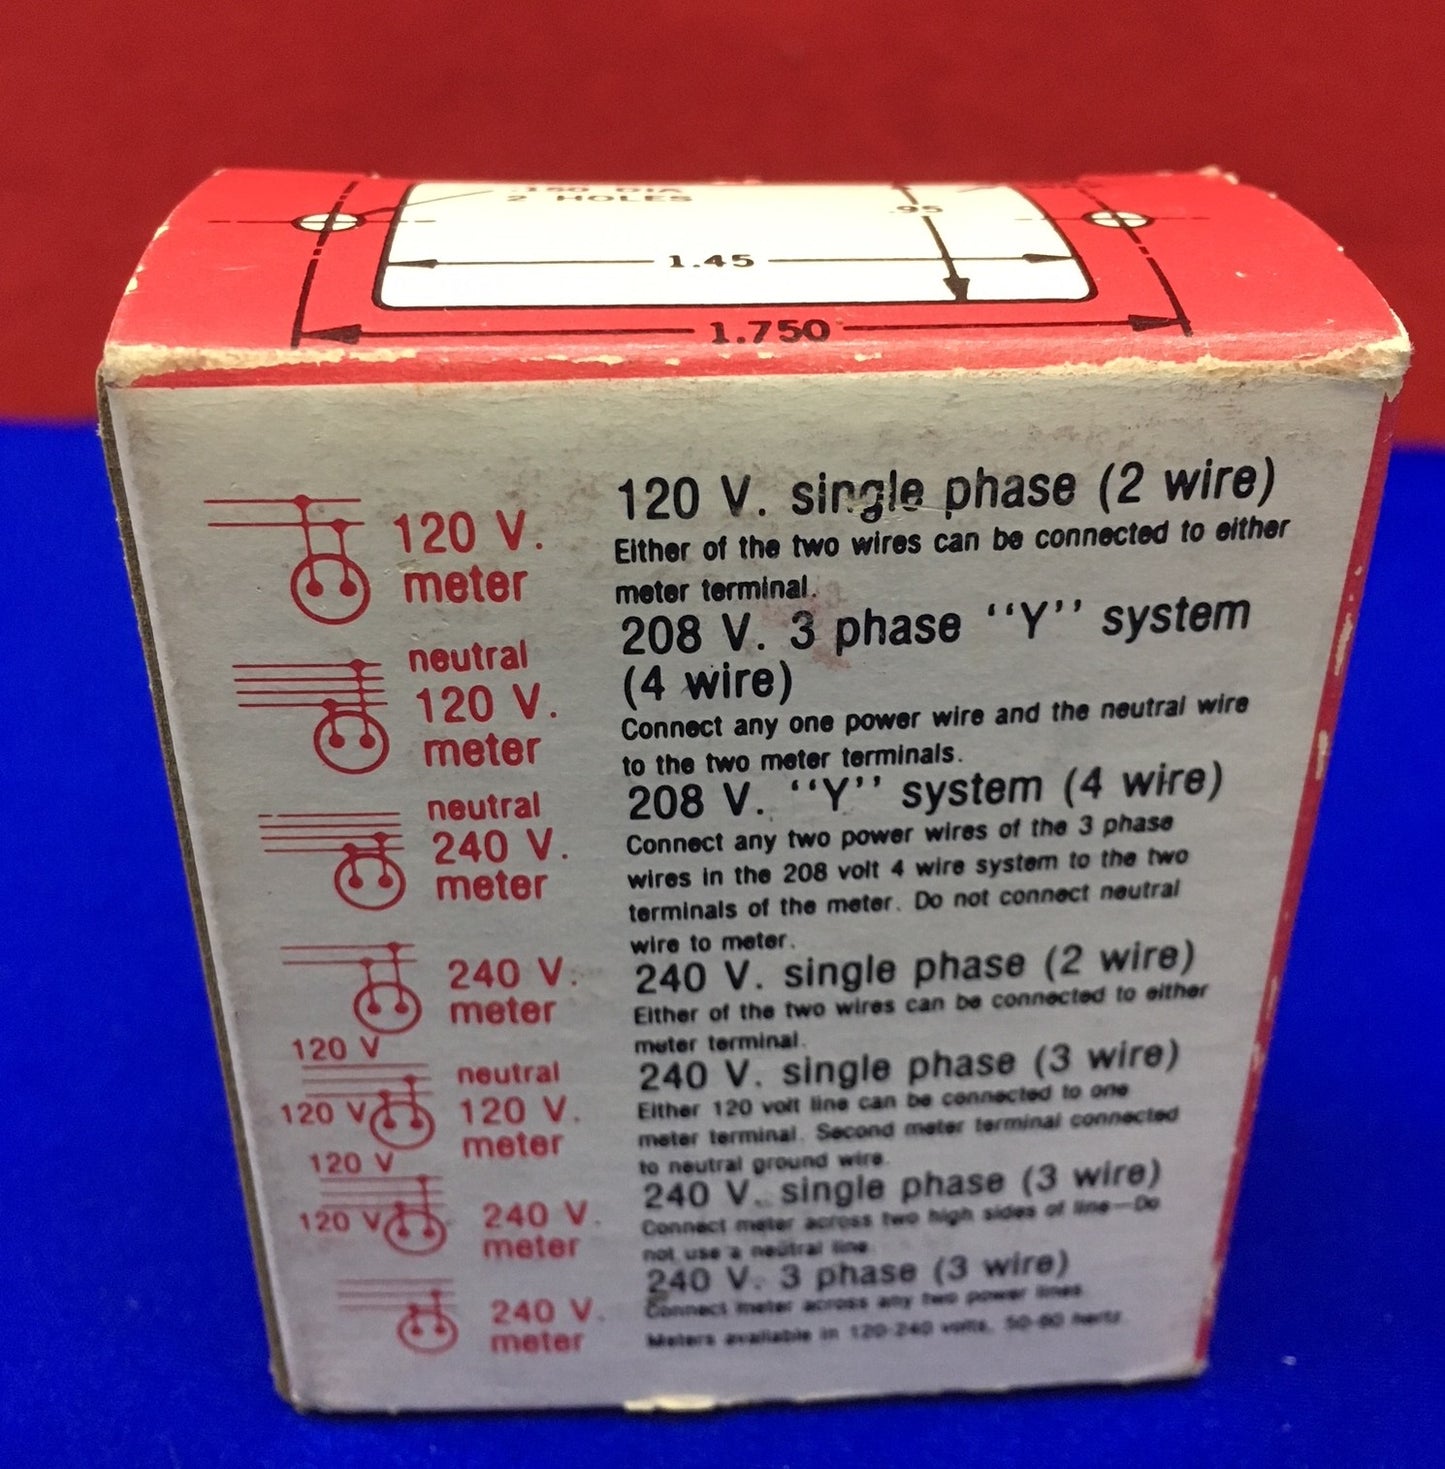 2 HOLES
.95
1.45
1.750
120 V.
meter
120 V. single phase (2 wire)
Either of the two wires can be connected to either
meter terminal.
neutral
120 V.
meter
208 V. 3 phase ‘‘Y’’ system
(4 wire)
Connect any one power wire and the neutral wire
to the two meter terminals.
neutral
240 V.
meter
208 V. ‘‘Y’’ system (4 wire)
Connect any two power wires of the 3 phase
wires in the 208 volt 4 wire system to the two
terminals of the meter. Do not connect neutral
wire to meter.
240 V.
meter
240 V. single phase (2 wire)
Either of the two wires can be connected to either
meter terminal.
120 V
neutral
120 V
120 V.
meter
240 V. single phase (3 wire)
Either 120 volt line can be connected to one
meter terminal. Second meter terminal connected
to neutral ground wire.
120 V
120 V
240 V.
meter
240 V. single phase (3 wire)
Connect meter across two high sides of line—Do
not use a neutral line.
240 V.
meter
240 V. 3 phase (3 wire)
Connect meter across any two power lines.
Meters available in 120-240 volts, 50-60 hertz.